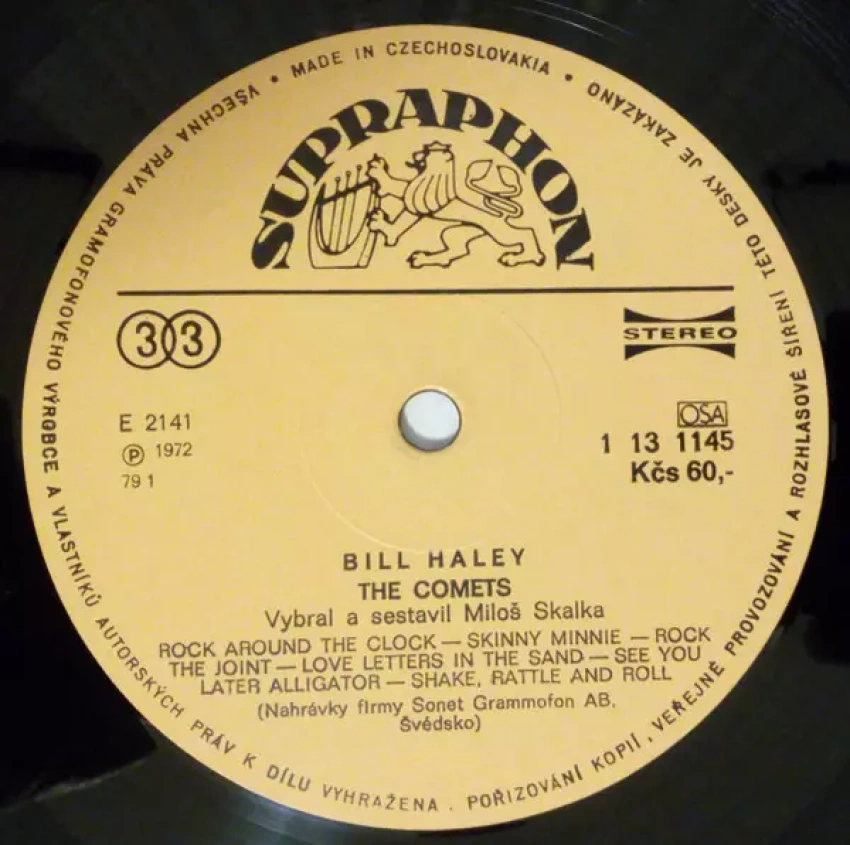 VŠECHNA PRÁVA GRAMOFONOVÉHO VÝROBCE A VLASTNÍKŮ AUTORSKÝCH PRÁV K DÍLU VYHRAŽENA . POŘIZOVÁNÍ KOPIÍ, VEŘEJNÉ PROVOZOVÁNÍ A ROZHLASOVÉ ŠÍŘENÍ TÉTO DESKY JE ZAKÁZÁNO
• MADE IN CZECHOSLOVAKIA •
SUPRAPHON
33
STEREO
E 2141
℗ 1972
79 1
OSA
1 13 1145
Kčs 60,-
BILL HALEY
THE COMETS
Vybral a sestavil Miloš Skalka
ROCK AROUND THE CLOCK — SKINNY MINNIE — ROCK
THE JOINT — LOVE LETTERS IN THE SAND — SEE YOU
LATER ALLIGATOR — SHAKE, RATTLE AND ROLL
(Nahrávky firmy Sonet Grammofon AB,
Švédsko)